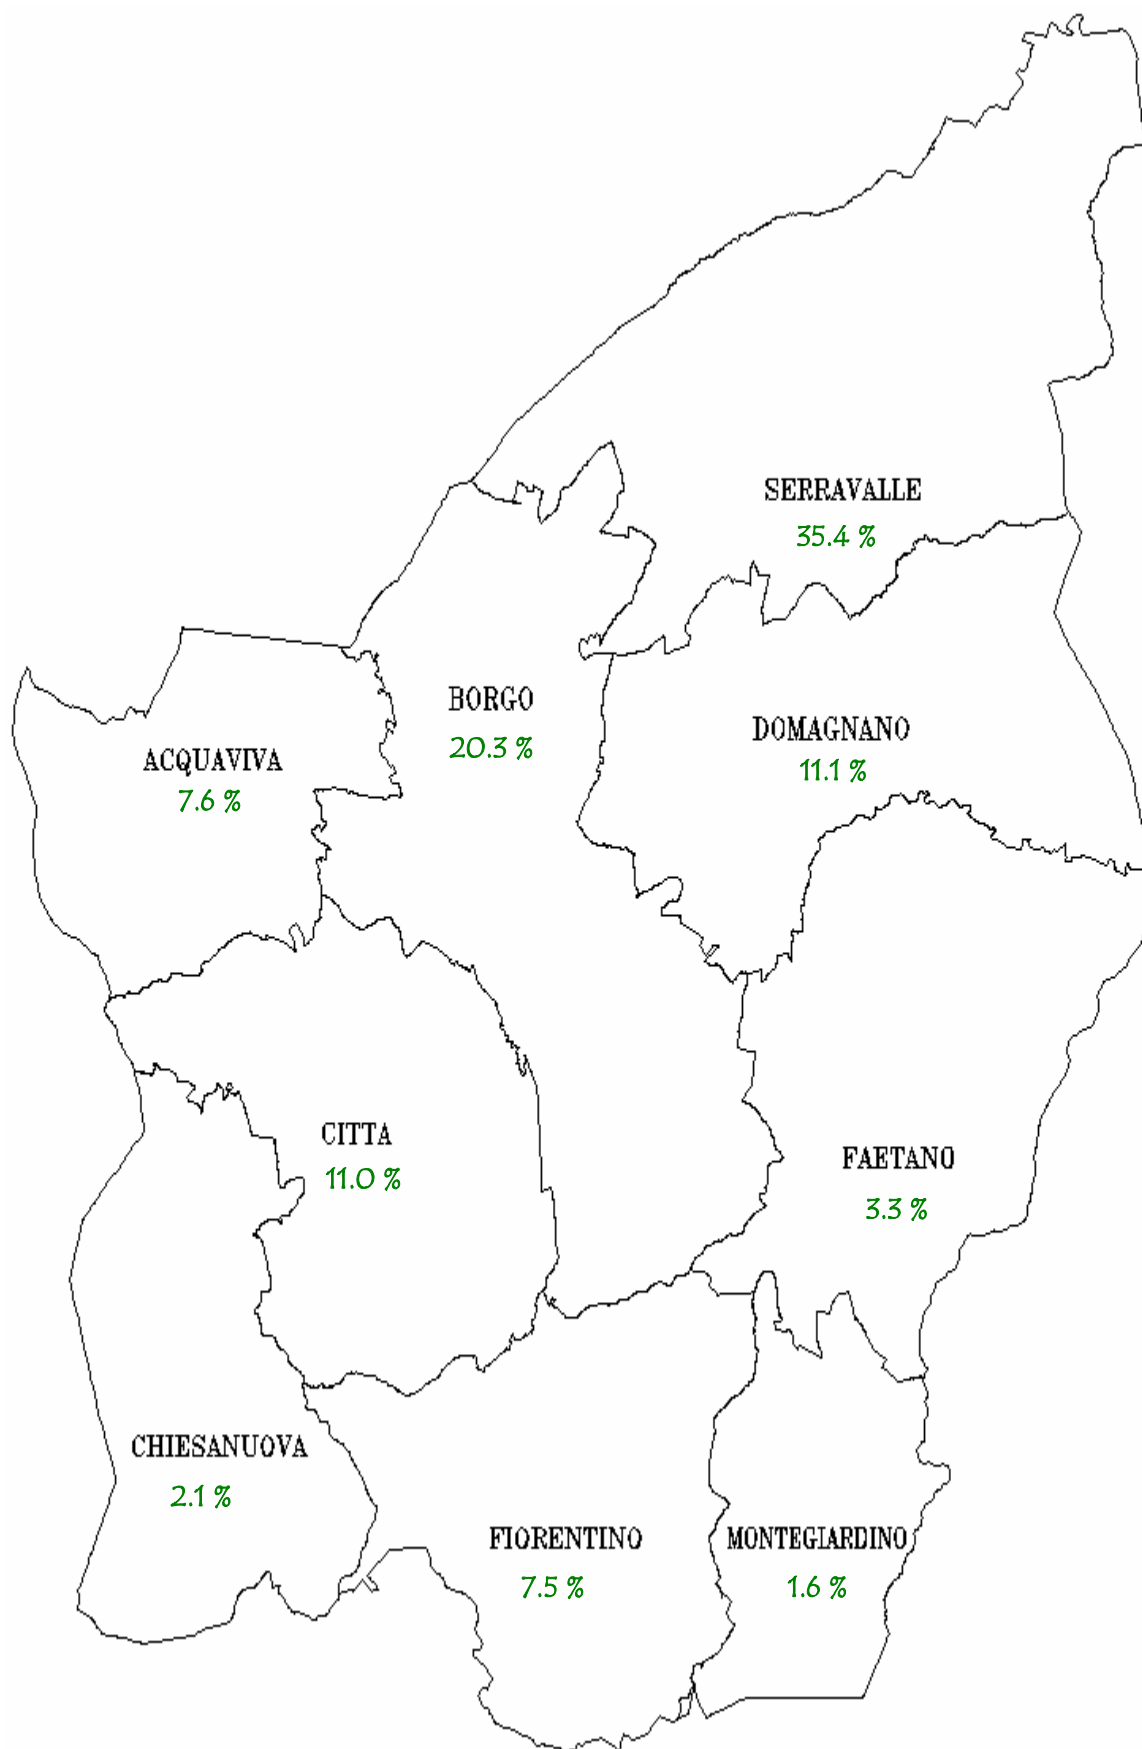 SERRAVALLE
35.4 %
BORGO
20.3 %
DOMAGNANO
11.1 %
ACQUAVIVA
7.6 %
CITTA
11.0 %
FAETANO
3.3 %
CHIESANUOVA
2.1 %
FIORENTINO
7.5 %
MONTEGIARDINO
1.6 %